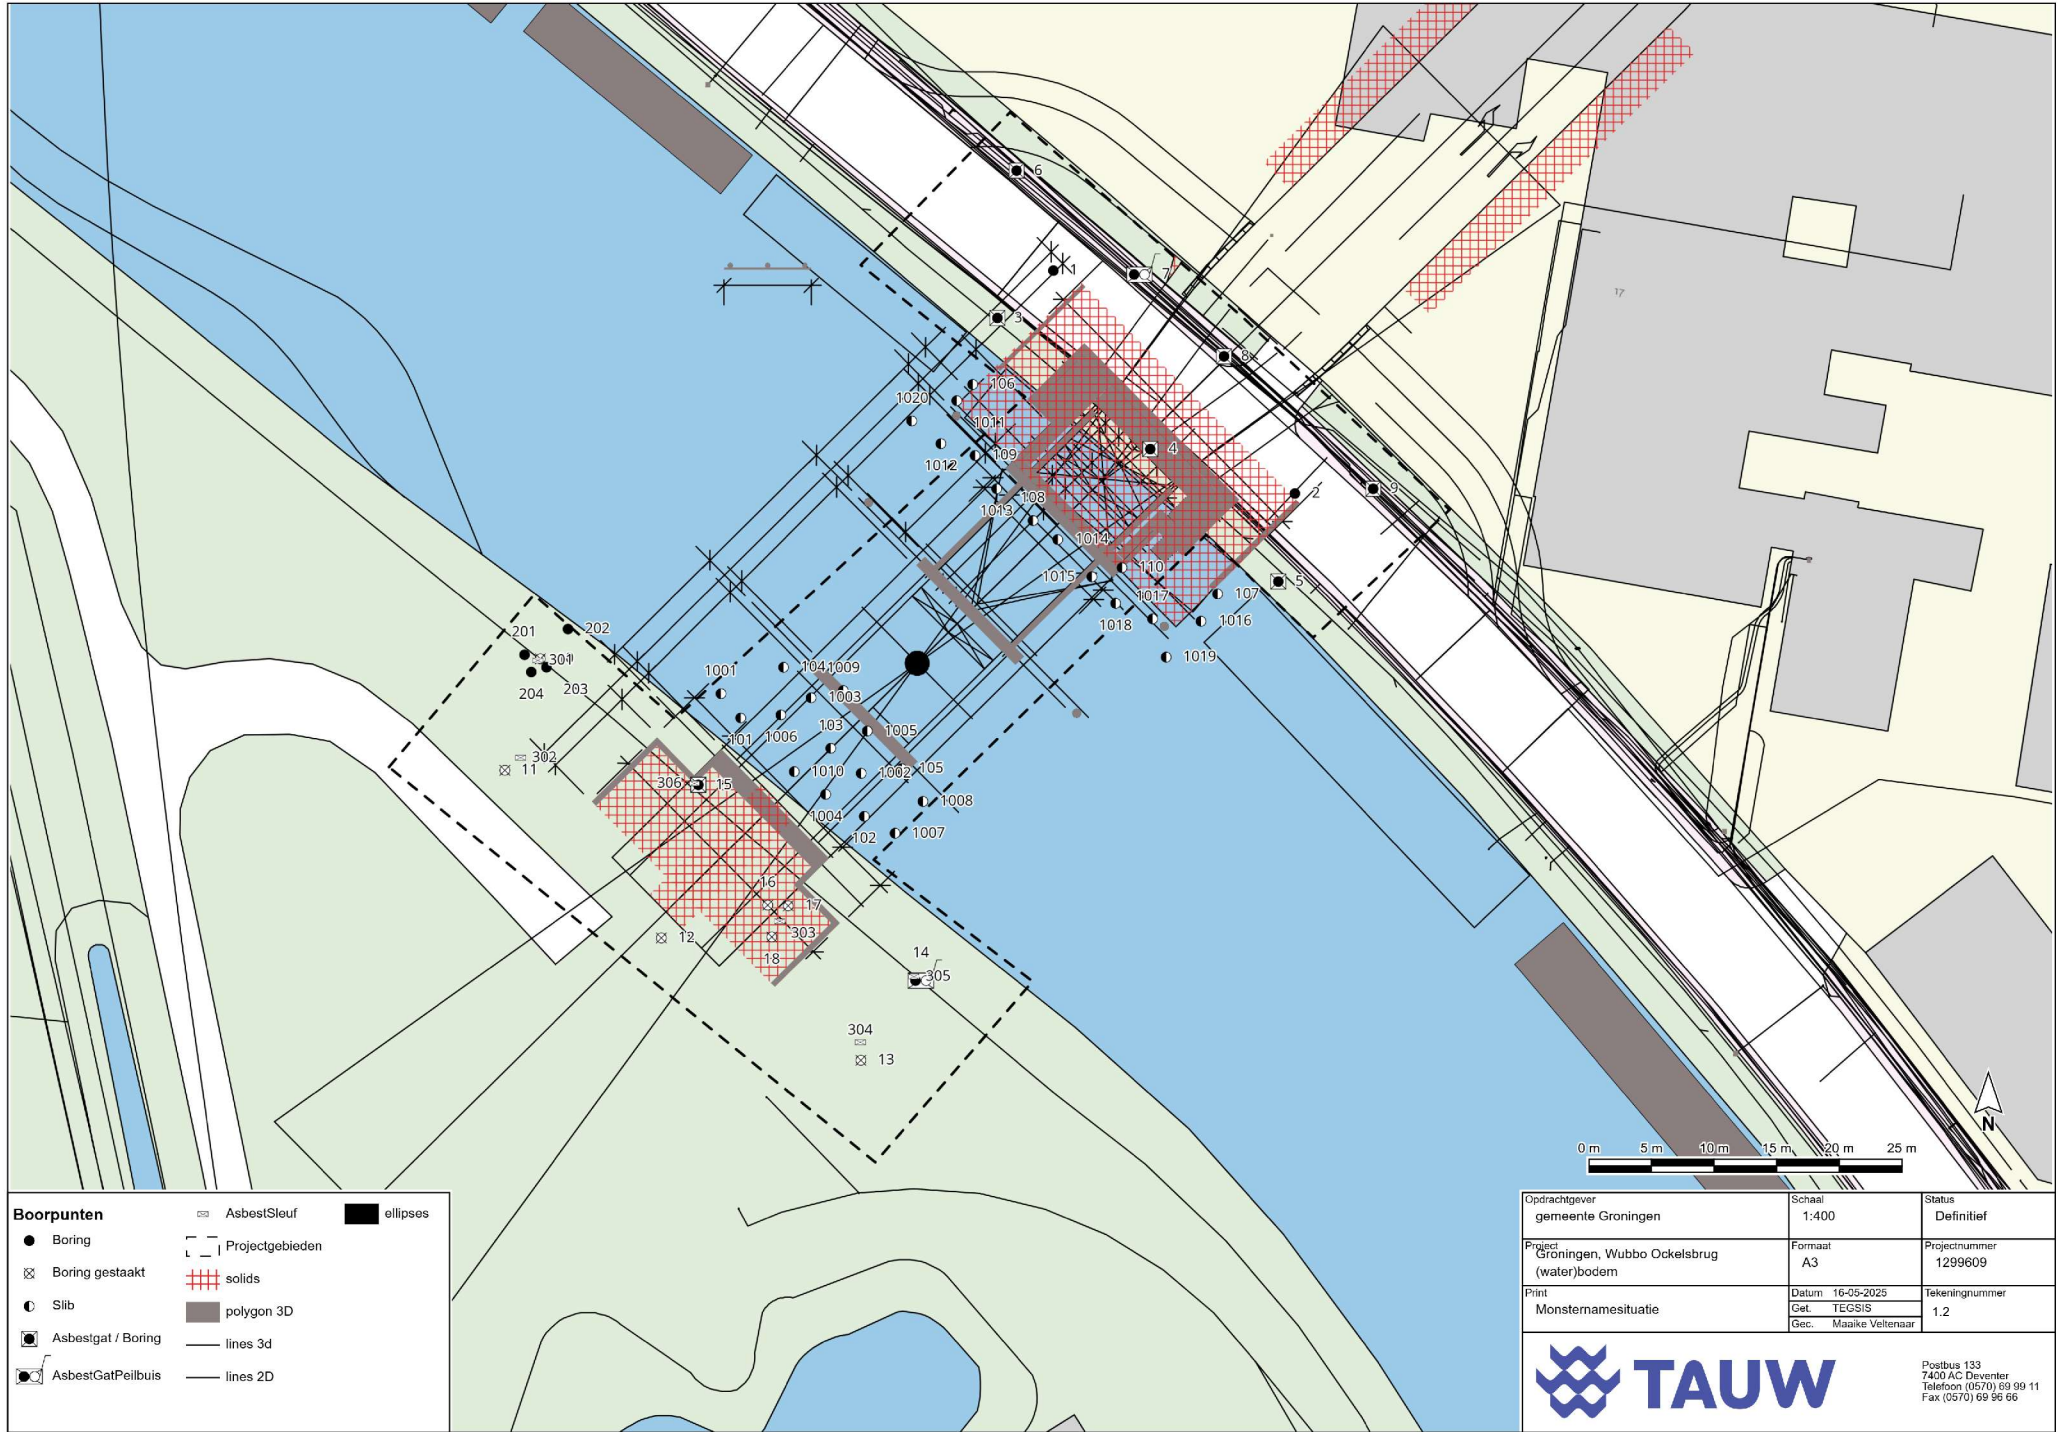 6
1
7
3
8
106
1020
1011
4
109
1012
2
9
108
1013
1014
110
1015
5
107
1017
1018
1016
1019
202
201
301
203
204
1001
104
1009
1003
103
1005
101
1006
302
11
105
1010
1002
306
15
1008
1004
1007
102
16
17
303
12
18
14
305
304
13
17
N
0 m 5 m 10 m 15 m 20 m 25 m
Boorpunten
Boring
Boring gestaakt
Slib
Asbestgat / Boring
AsbestGatPeilbuis
AsbestSleuf
Projectgebieden
solids
polygon 3D
lines 3d
lines 2D
ellipses
Opdrachtgever
gemeente Groningen
Schaal
1:400
Status
Definitief
Project
Groningen, Wubbo Ockelsbrug
(water)bodem
Formaat
A3
Projectnummer
1299609
Print
Monsternamesituatie
Datum 16-05-2025
Get. TEGSIS
Gec. Maaike Veltenaar
Tekeningnummer
1.2
TAUW
Postbus 133
7400 AC Deventer
Telefoon (0570) 69 99 11
Fax (0570) 69 96 66